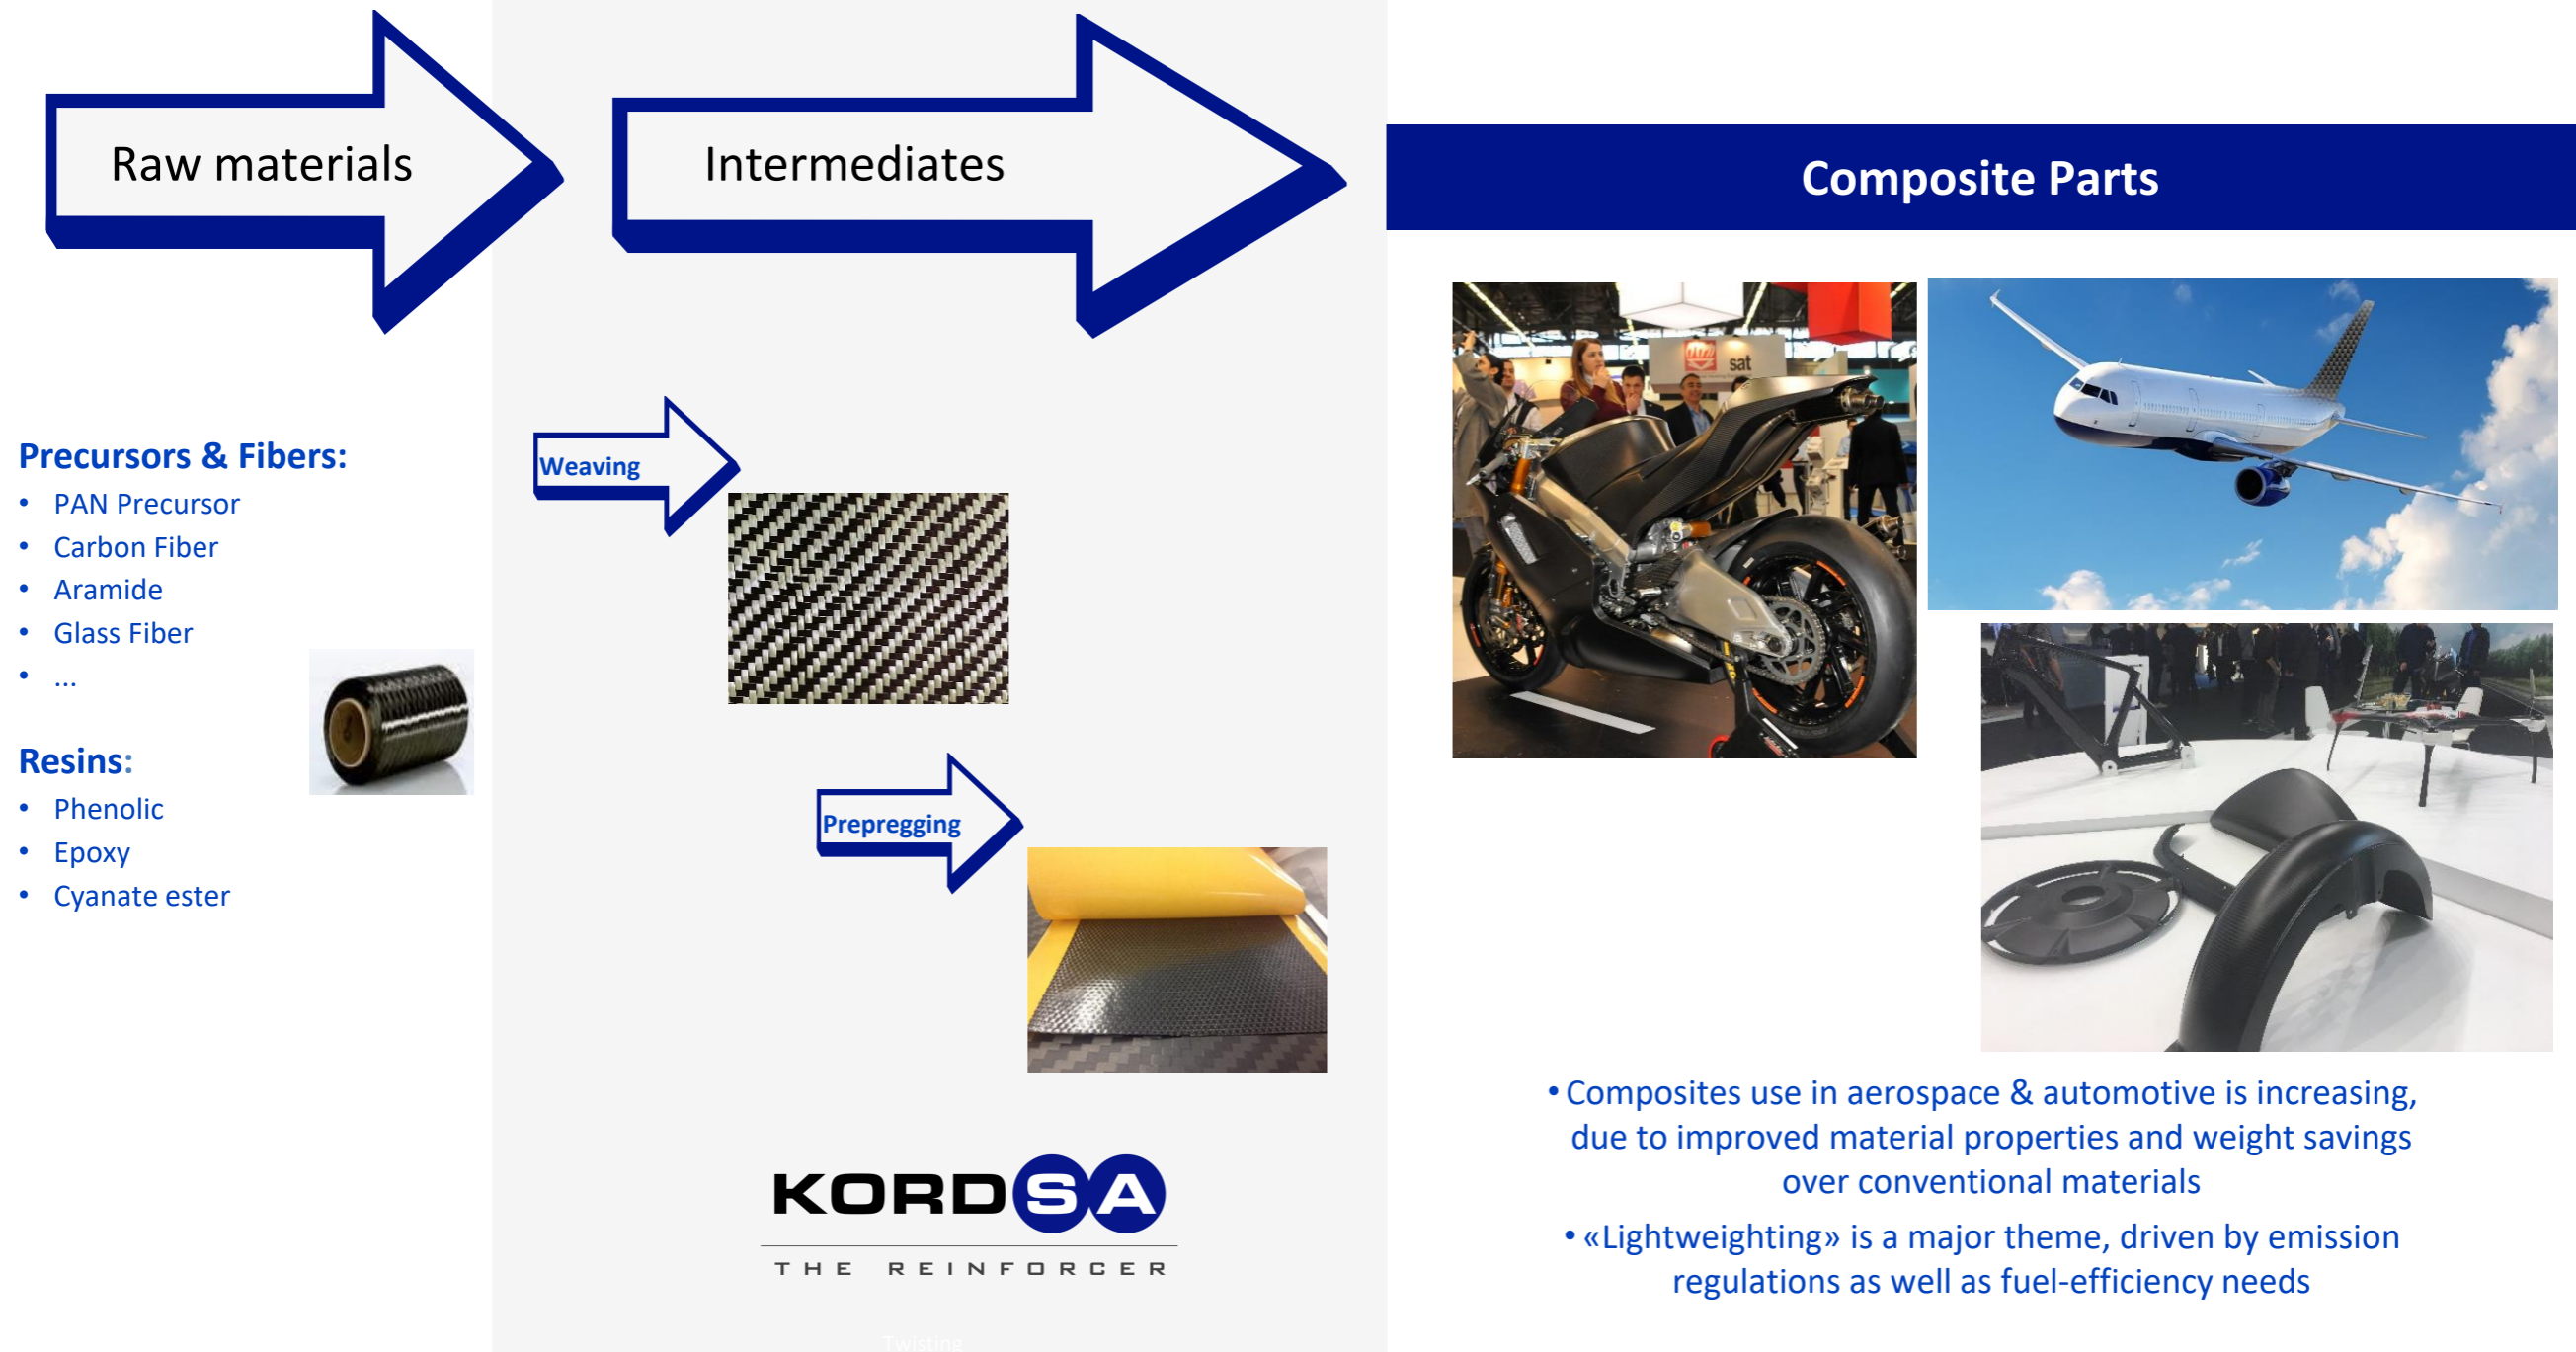 Raw materials
Intermediates
Composite Parts
Precursors & Fibers:
• PAN Precursor
• Carbon Fiber
• Aramide
• Glass Fiber
• ...
Resins:
• Phenolic
• Epoxy
• Cyanate ester
Weaving
Prepregging
KORDSA
THE REINFORCER
Twisting
sat
• Composites use in aerospace & automotive is increasing,
due to improved material properties and weight savings
over conventional materials
• «Lightweighting» is a major theme, driven by emission
regulations as well as fuel-efficiency needs